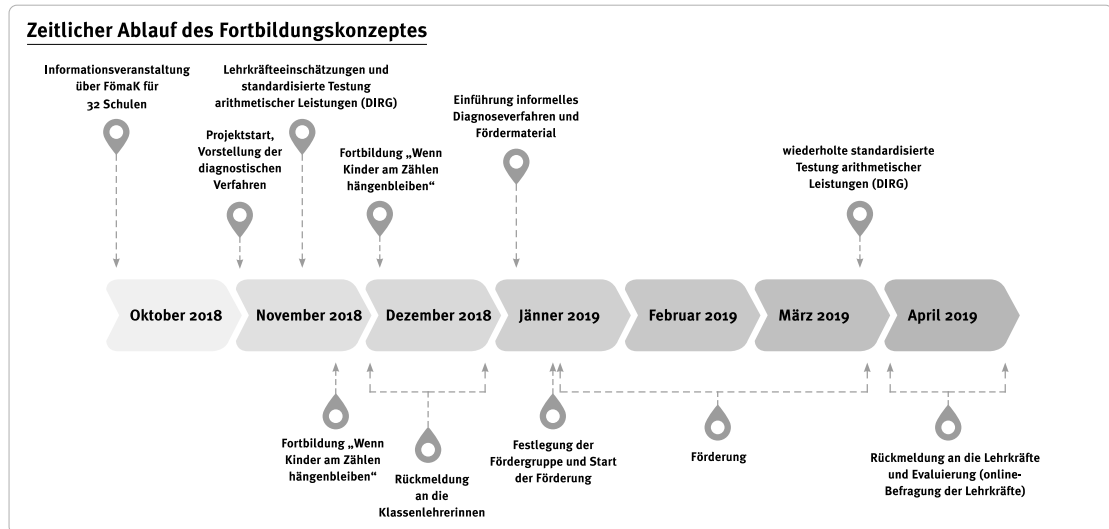 Zeitlicher Ablauf des Fortbildungskonzeptes
Informationsveranstaltung
über FömaK für
32 Schulen
Projektstart,
Vorstellung der
diagnostischen
Verfahren
Lehrkräfteeinschätzungen und
standardisierte Testung
arithmetischer Leistungen (DIRG)
Fortbildung „Wenn
Kinder am Zählen
hängenbleiben“
Einführung informelles
Diagnoseverfahren und
Fördermaterial
wiederholte standardisierte
Testung arithmetischer
Leistungen (DIRG)
Oktober 2018
November 2018
Dezember 2018
Jänner 2019
Februar 2019
März 2019
April 2019
Fortbildung „Wenn
Kinder am Zählen
hängenbleiben“
Rückmeldung
an die
Klassenlehrerinnen
Festlegung der
Fördergruppe und Start
der Förderung
Förderung
Rückmeldung an die Lehrkräfte
und Evaluierung (online-
Befragung der Lehrkräfte)